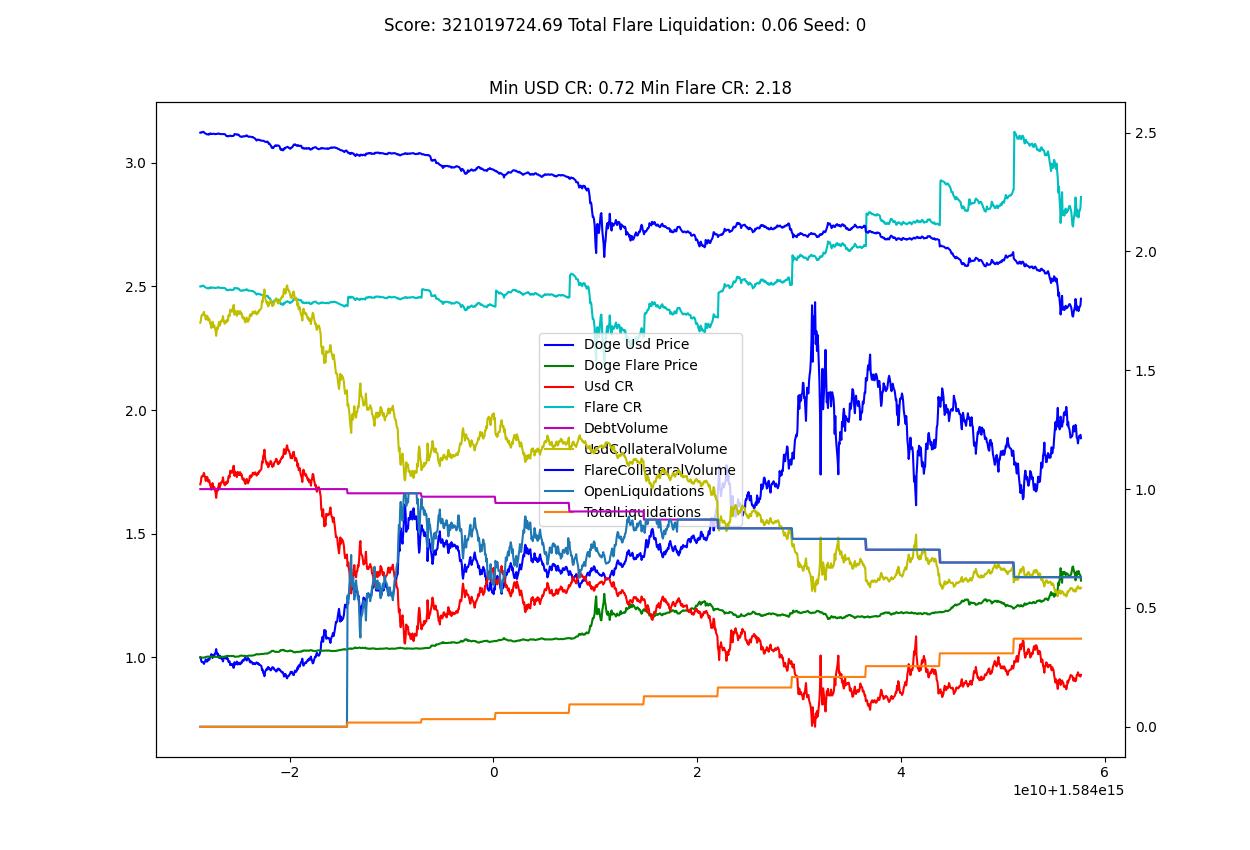 Score: 321019724.69 Total Flare Liquidation: 0.06 Seed: 0
Min USD CR: 0.72 Min Flare CR: 2.18
3.0
2.5
2.0
1.5
1.0
2.5
2.0
1.5
1.0
0.5
0.0
Doge Usd Price
Doge Flare Price
Usd CR
Flare CR
DebtVolume
UsdCollateralVolume
FlareCollateralVolume
OpenLiquidations
TotalLiquidations
−2 0 2 4 6
1e10+1.584e15